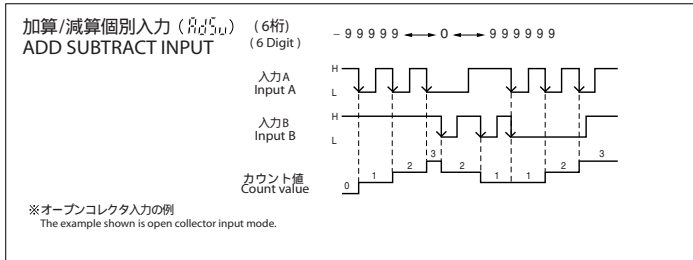 加算/減算個別入力（AdSu）（6桁）
ADD SUBTRACT INPUT (6 Digit)
-99999 ↔ 0 ↔ 999999
入力A
Input A
H
L
入力B
Input B
H
L
カウント値
Count value
0 1 2 3 2 1 1 2 3
※オープンコレクタ入力の例
The example shown is open collector input mode.